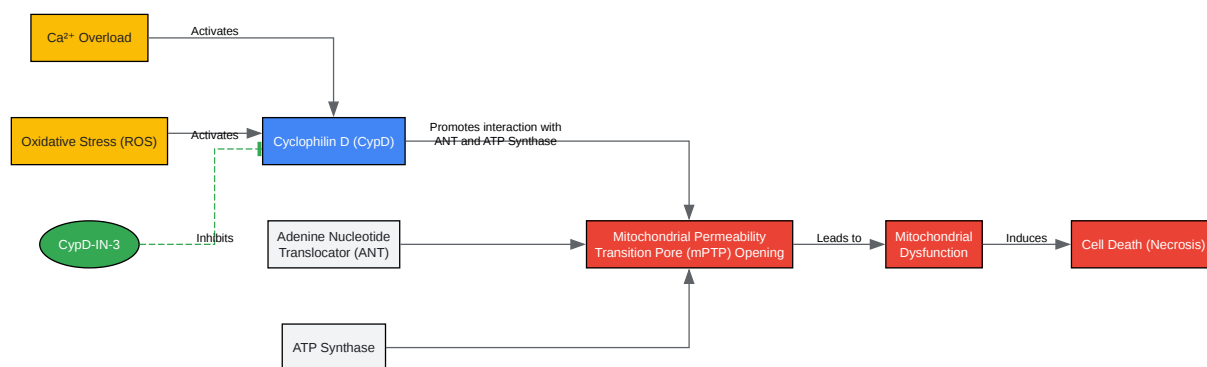 Ca²⁺ Overload
Activates
Oxidative Stress (ROS)
Activates
Cyclophilin D (CypD)
Promotes interaction with
ANT and ATP Synthase
CypD-IN-3
Inhibits
Adenine Nucleotide
Translocator (ANT)
Mitochondrial Permeability
Transition Pore (mPTP) Opening
Leads to
Mitochondrial
Dysfunction
Induces
Cell Death (Necrosis)
ATP Synthase